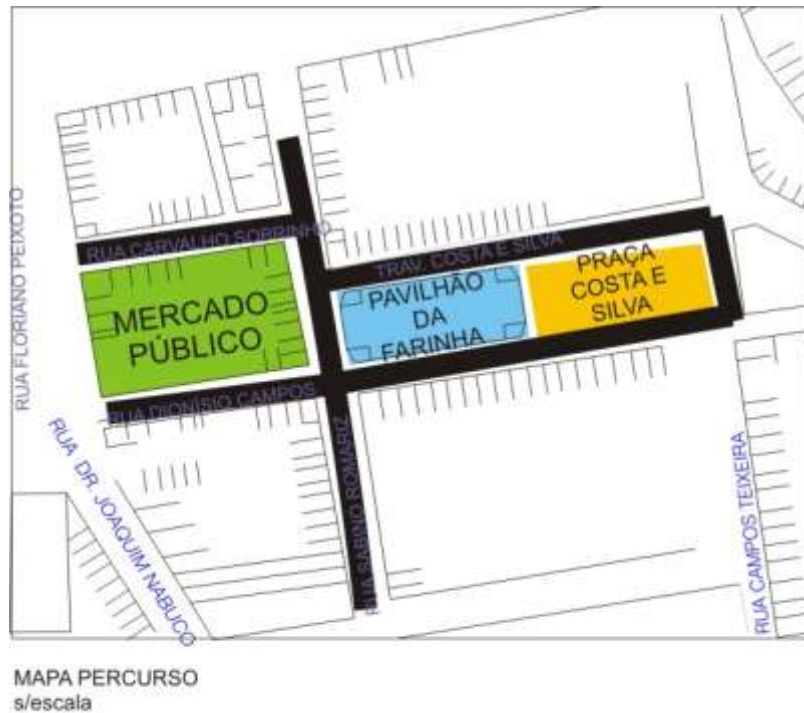 RUA FLORIANO PEIXOTO
RUA CARVALHO SOBRINHO
TRAV. COSTA E SILVA
MERCADO
PÚBLICO
PAVILHÃO
DA
FARINHA
PRAÇA
COSTA E
SILVA
RUA DIONÍSIO CAMPOS
RUA DR. JOAQUIM NABUCO
RUA SABINO ROMARIZ
RUA CAMPOS TEIXEIRA
MAPA PERCURSO
s/escala